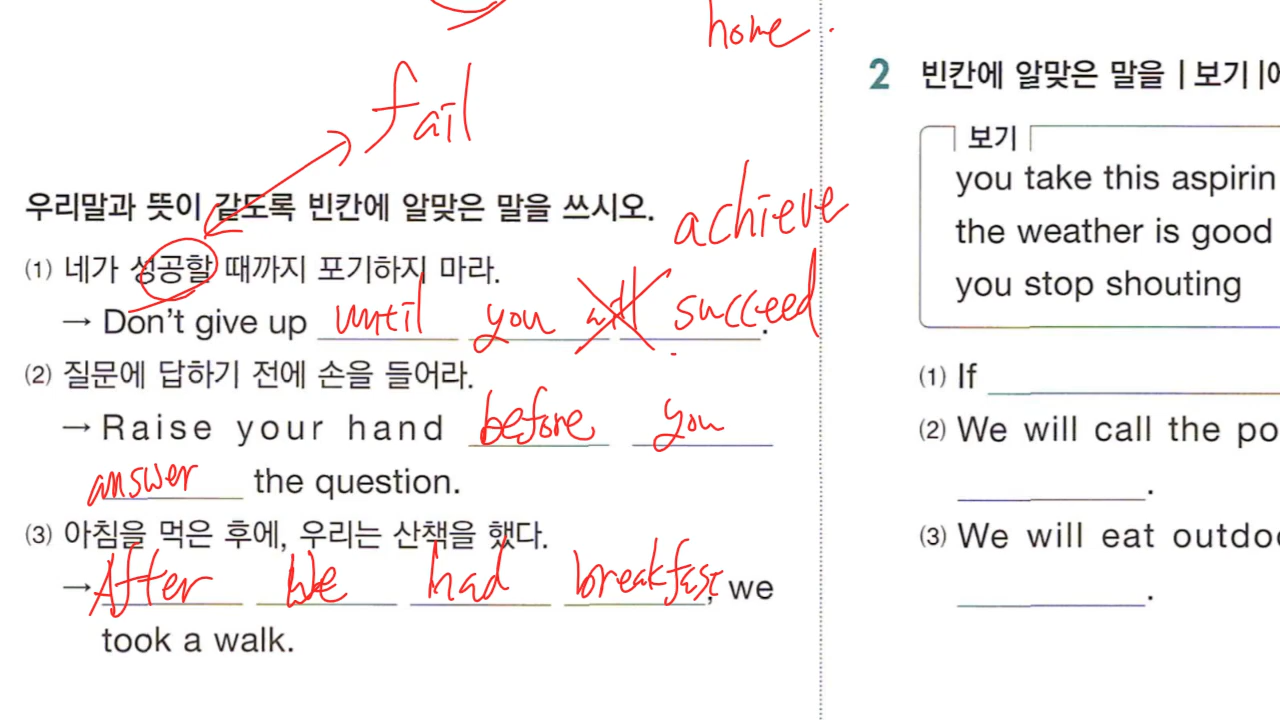 home.
fail
우리말과 뜻이 같도록 빈칸에 알맞은 말을 쓰시오.
achieve
(1) 네가 성공할 때까지 포기하지 마라.
→ Don't give up until you will succeed.
(2) 질문에 답하기 전에 손을 들어라.
→ Raise your hand before you
answer the question.
(3) 아침을 먹은 후에, 우리는 산책을 했다.
→ After we had breakfast, we
took a walk.
2 빈칸에 알맞은 말을 | 보기 |
보기
you take this aspirin
the weather is good
you stop shouting
(1) If
(2) We will call the po
.
(3) We will eat outdo
.